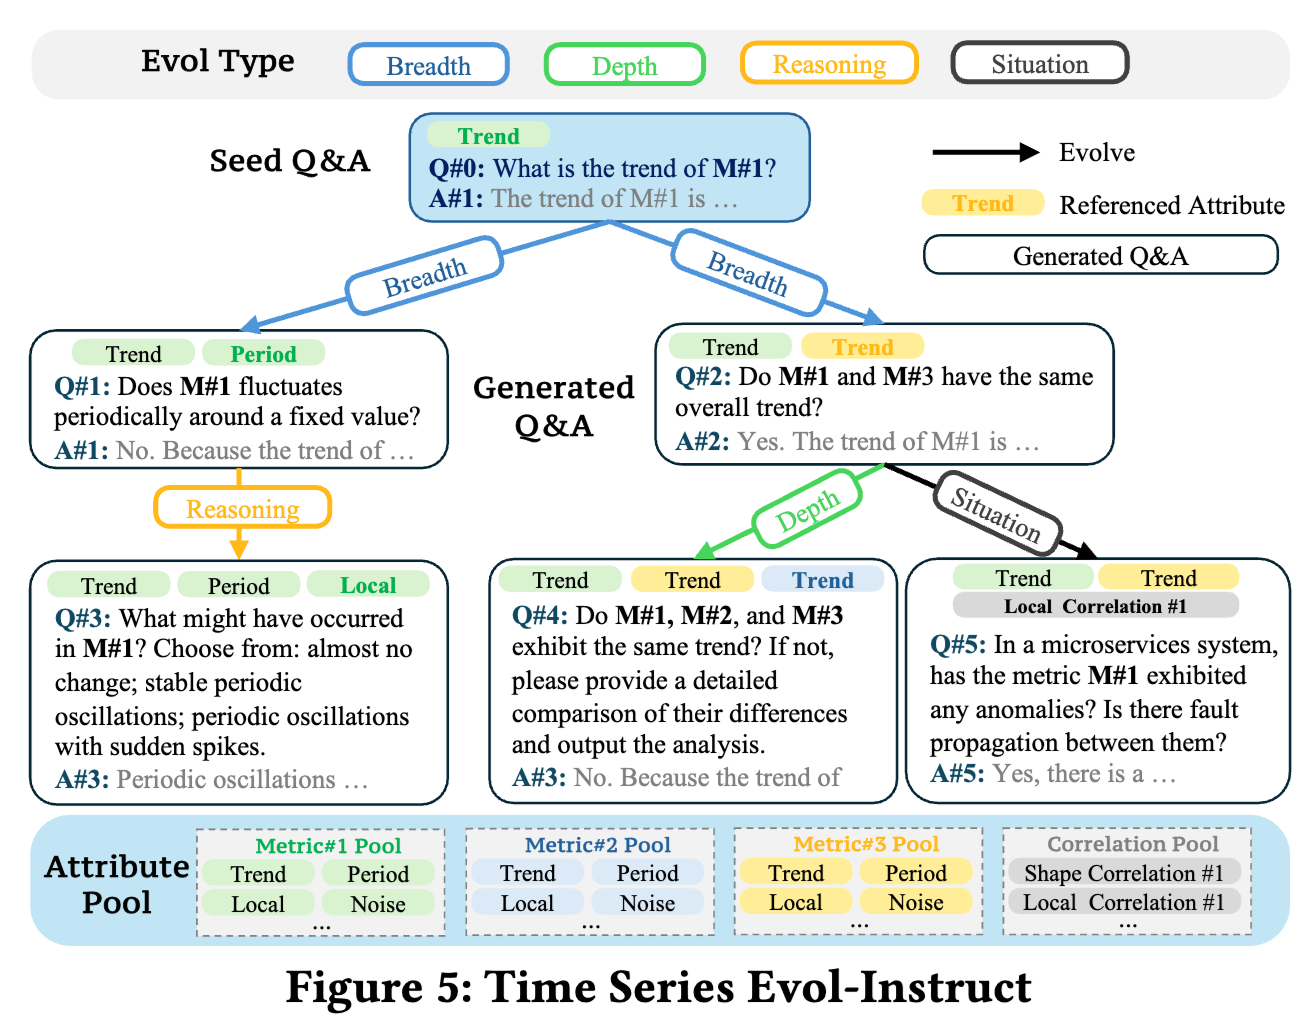 Evol Type
Breadth
Depth
Reasoning
Situation
Seed Q&A
Trend
Q#0: What is the trend of M#1?
A#1: The trend of M#1 is …
Evolve
Trend
Referenced Attribute
Generated Q&A
Breadth
Breadth
Trend
Period
Q#1: Does M#1 fluctuates
periodically around a fixed value?
A#1: No. Because the trend of …
Generated
Q&A
Trend
Trend
Q#2: Do M#1 and M#3 have the same
overall trend?
A#2: Yes. The trend of M#1 is …
Reasoning
Depth
Situation
Trend
Period
Local
Q#3: What might have occurred
in M#1? Choose from: almost no
change; stable periodic
oscillations; periodic oscillations
with sudden spikes.
A#3: Periodic oscillations …
Trend
Trend
Trend
Q#4: Do M#1, M#2, and M#3
exhibit the same trend? If not,
please provide a detailed
comparison of their differences
and output the analysis.
A#3: No. Because the trend of
Trend
Trend
Local Correlation #1
Q#5: In a microservices system,
has the metric M#1 exhibited
any anomalies? Is there fault
propagation between them?
A#5: Yes, there is a …
Attribute
Pool
Metric#1 Pool
Trend
Period
Local
Noise
...
Metric#2 Pool
Trend
Period
Local
Noise
...
Metric#3 Pool
Trend
Period
Local
Noise
...
Correlation Pool
Shape Correlation #1
Local Correlation #1
...
Figure 5: Time Series Evol-Instruct